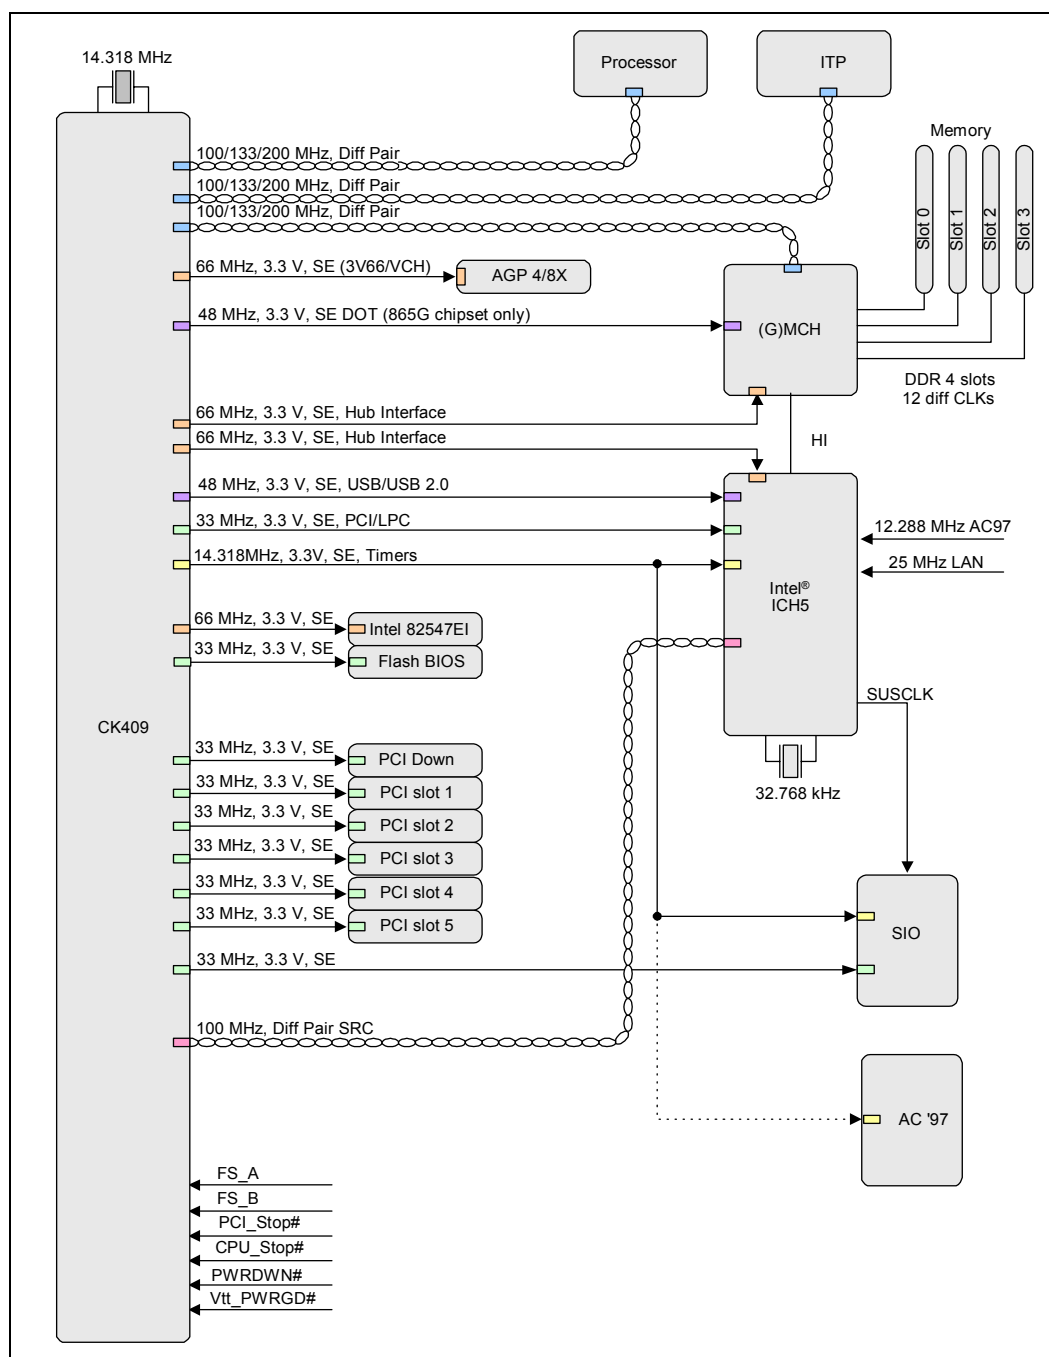 14.318 MHz
Processor
ITP
Memory
Slot 0
Slot 1
Slot 2
Slot 3
100/133/200 MHz, Diff Pair
100/133/200 MHz, Diff Pair
100/133/200 MHz, Diff Pair
66 MHz, 3.3 V, SE (3V66/VCH)
AGP 4/8X
48 MHz, 3.3 V, SE DOT (865G chipset only)
(G)MCH
DDR 4 slots
12 diff CLKs
66 MHz, 3.3 V, SE, Hub Interface
66 MHz, 3.3 V, SE, Hub Interface
HI
48 MHz, 3.3 V, SE, USB/USB 2.0
33 MHz, 3.3 V, SE, PCI/LPC
14.318MHz, 3.3V, SE, Timers
12.288 MHz AC97
25 MHz LAN
Intel®
ICH5
66 MHz, 3.3 V, SE
Intel 82547EI
33 MHz, 3.3 V, SE
Flash BIOS
SUSCLK
CK409
33 MHz, 3.3 V, SE
PCI Down
33 MHz, 3.3 V, SE
PCI slot 1
32.768 kHz
33 MHz, 3.3 V, SE
PCI slot 2
33 MHz, 3.3 V, SE
PCI slot 3
33 MHz, 3.3 V, SE
PCI slot 4
33 MHz, 3.3 V, SE
PCI slot 5
SIO
33 MHz, 3.3 V, SE
100 MHz, Diff Pair SRC
AC '97
FS_A
FS_B
PCI_Stop#
CPU_Stop#
PWRDWN#
Vtt_PWRGD#